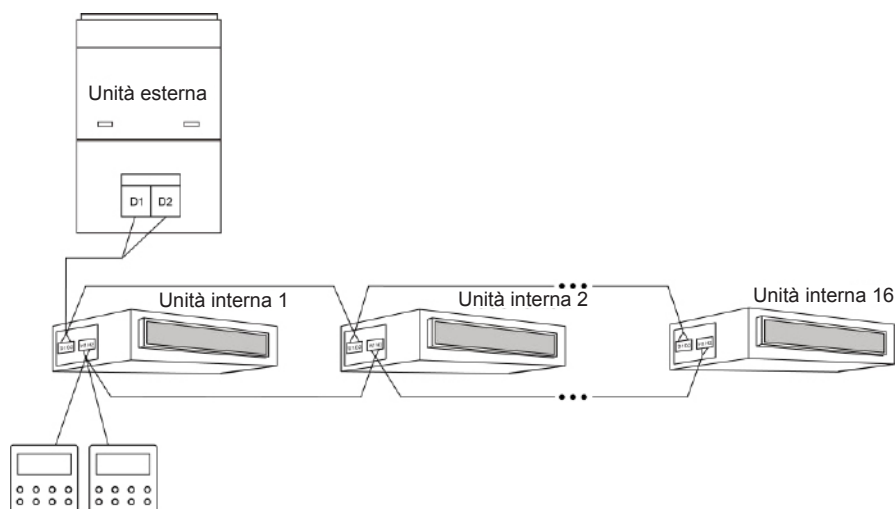 Unità esterna
D1 D2
Unità interna 1
Unità interna 2
Unità interna 16